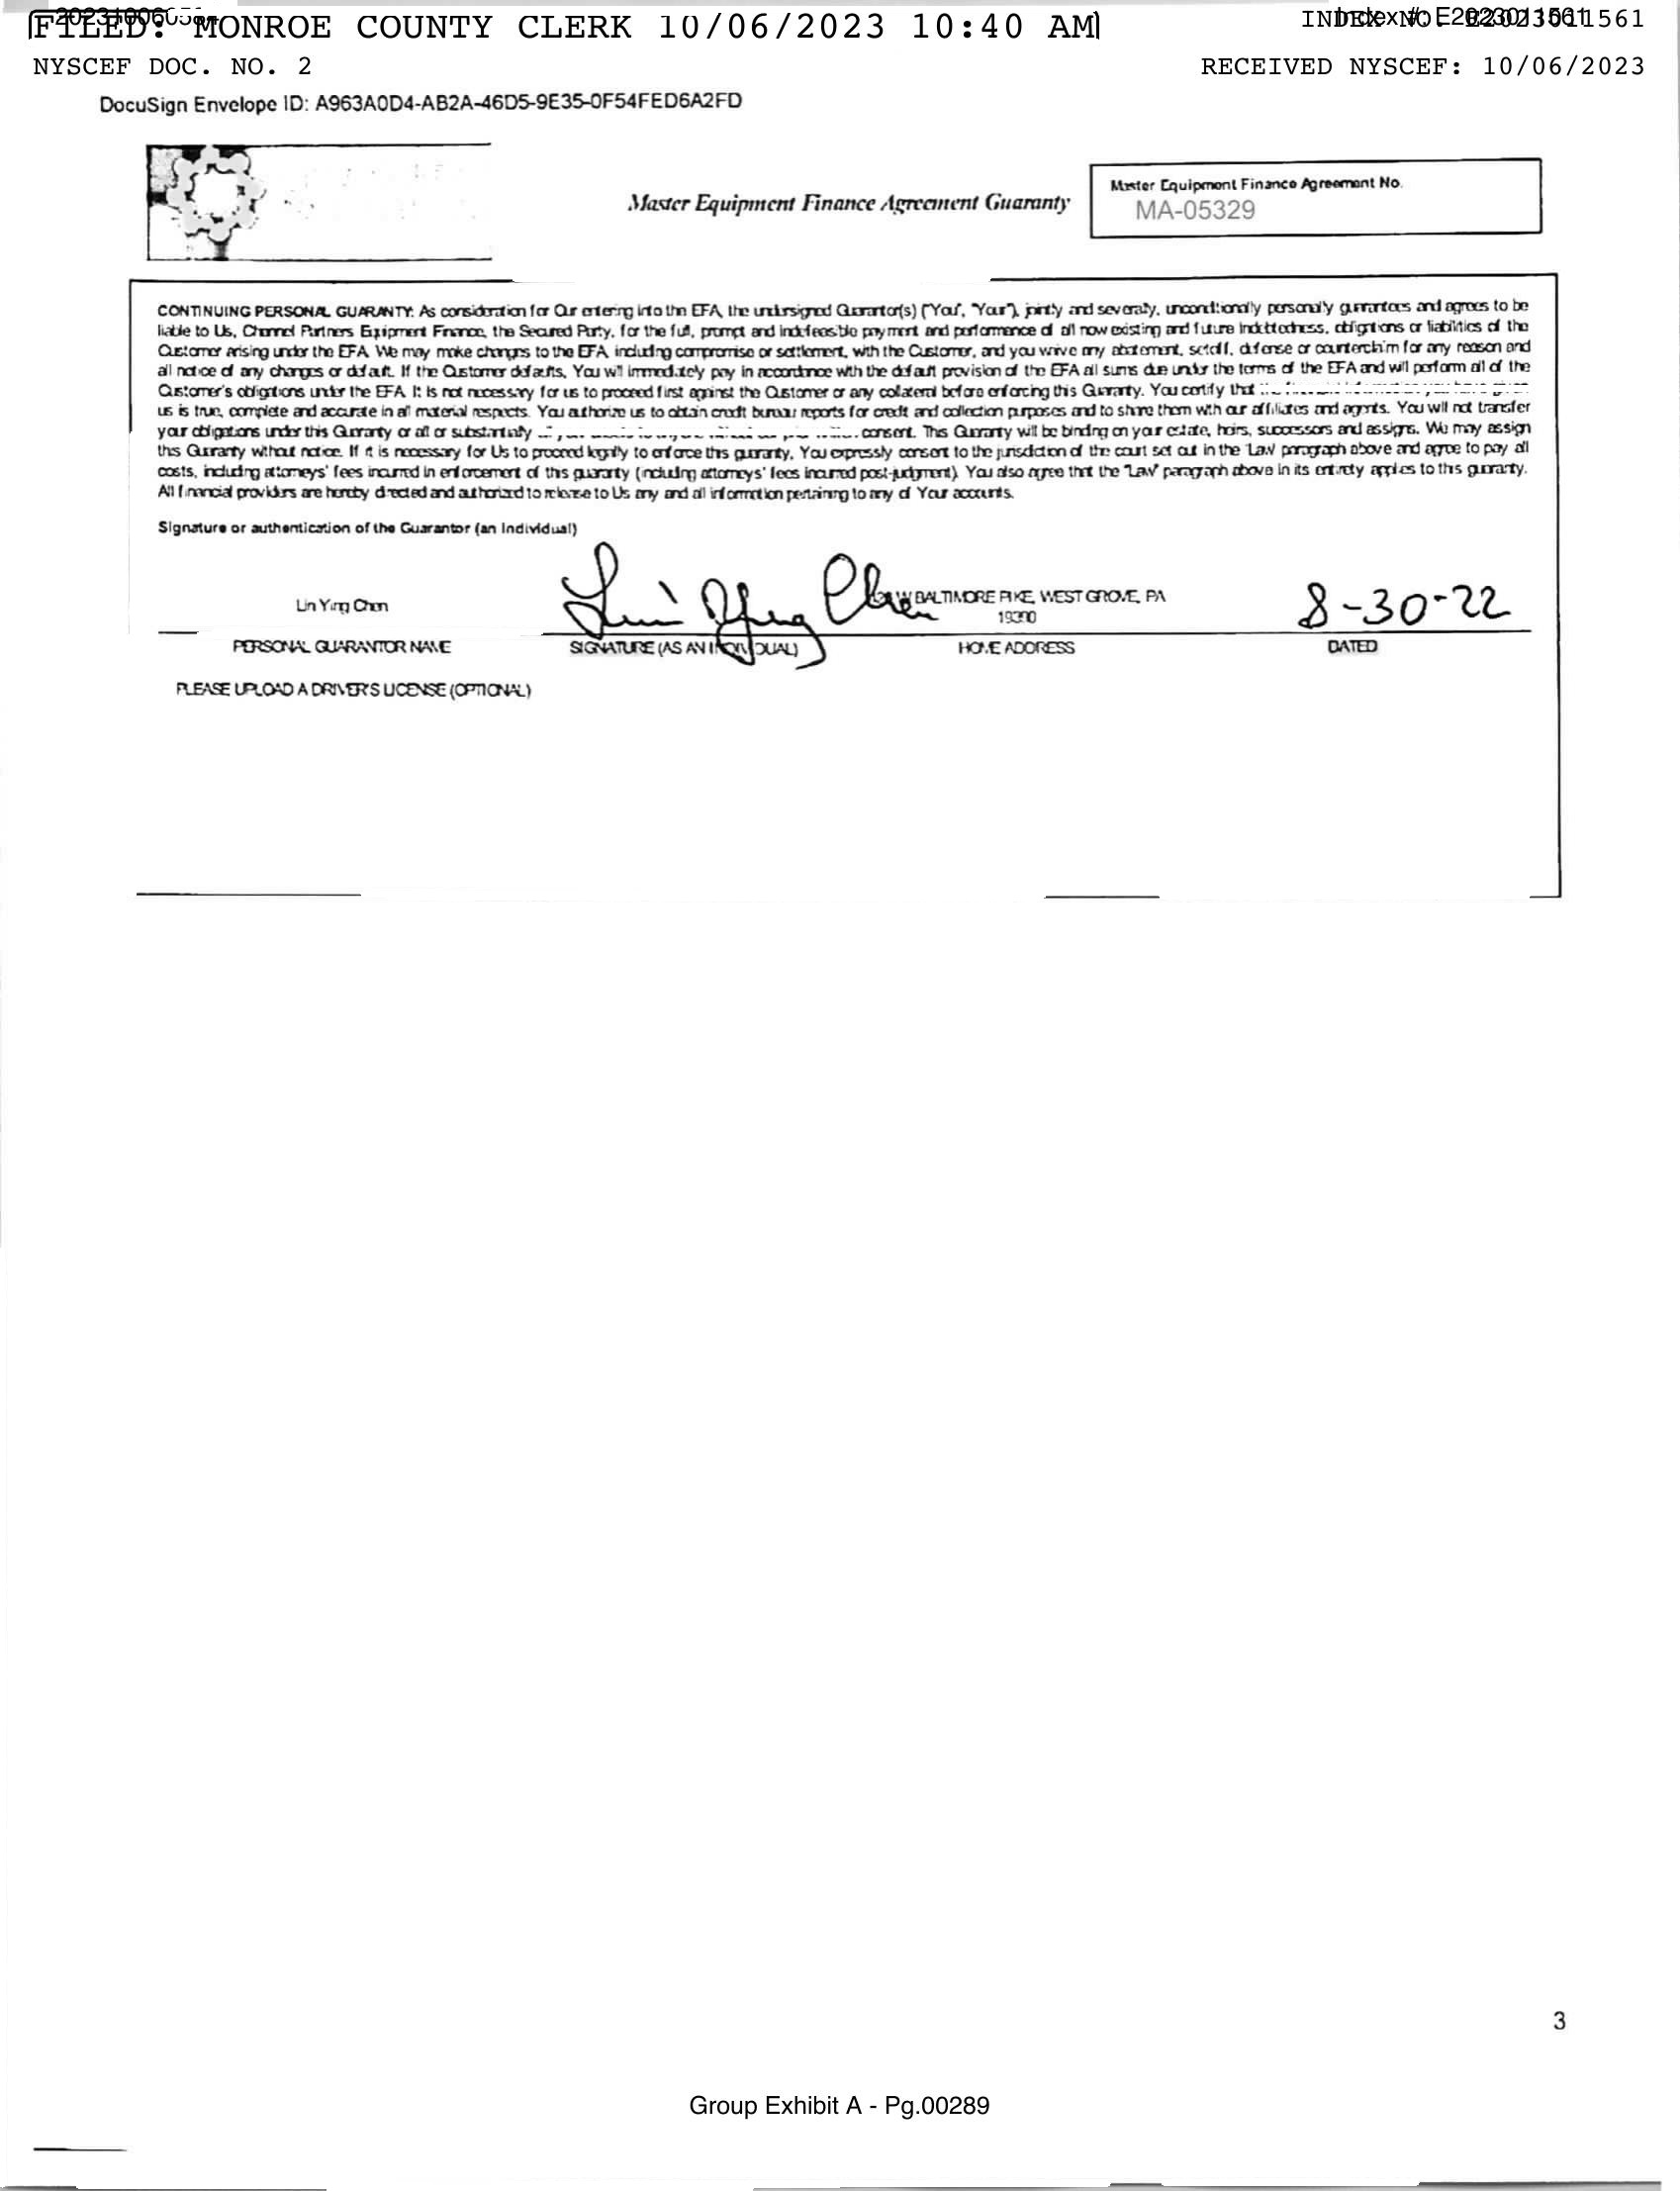 FILED: MONROE COUNTY CLERK 10/06/2023 10:40 AM
INDEX NO. E2023011561
NYSCEF DOC. NO. 2
RECEIVED NYSCEF: 10/06/2023
DocuSign Envelope ID: A963A0D4-AB2A-46D5-9E35-0F54FED6A2FD
Master Equipment Finance Agreement Guaranty
Master Equipment Finance Agreement No.
MA-05329
CONTINUING PERSONAL GUARANTY: As consideration for Our entering into the EFA, the undersigned Guarantor(s) ("You", "Your"), jointly and severally, unconditionally personally guarantees and agrees to be
liable to Us, Channel Partners Equipment Finance, the Secured Party, for the full, prompt and indefeasible payment and performance of all now existing and future indebtedness, obligations or liabilities of the
Customer arising under the EFA. We may make changes to the EFA, including compromise or settlement, with the Customer, and you waive any abatement, setoff, defense or counterclaim for any reason and
all notice of any changes or default. If the Customer defaults, You will immediately pay in accordance with the default provision of the EFA all sums due under the terms of the EFA and will perform all of the
Customer's obligations under the EFA. It is not necessary for us to proceed first against the Customer or any collateral before enforcing this Guaranty. You certify that
us is true, complete and accurate in all material respects. You authorize us to obtain credit bureau reports for credit and collection purposes and to share them with our affiliates and agents. You will not transfer
your obligations under this Guaranty or all or substantially consent. This Guaranty will be binding on your estate, heirs, successors and assigns. We may assign
this Guaranty without notice. If it is necessary for Us to proceed legally to enforce this guaranty, You expressly consent to the jurisdiction of the court set out in the "Law" paragraph above and agree to pay all
costs, including attorneys' fees incurred in enforcement of this guaranty (including attorneys' fees incurred post-judgment). You also agree that the "Law" paragraph above in its entirety applies to this guaranty.
All financial providers are hereby directed and authorized to release to Us any and all information pertaining to any of Your accounts.
Signature or authentication of the Guarantor (an Individual)
Lin Ying Chen
Lin Ying Chen
W BALTIMORE PIKE, WEST GROVE, PA
19390
8-30-22
PERSONAL GUARANTOR NAME
SIGNATURE (AS AN INDIVIDUAL)
HOME ADDRESS
DATED
PLEASE UPLOAD A DRIVER'S LICENSE (OPTIONAL)
3
Group Exhibit A - Pg.00289